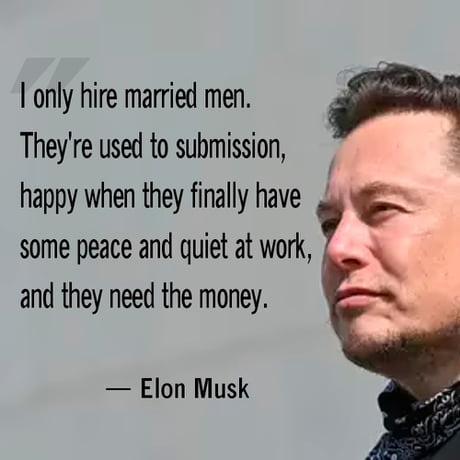 “
I only hire married men.
They're used to submission,
happy when they finally have
some peace and quiet at work,
and they need the money.
— Elon Musk